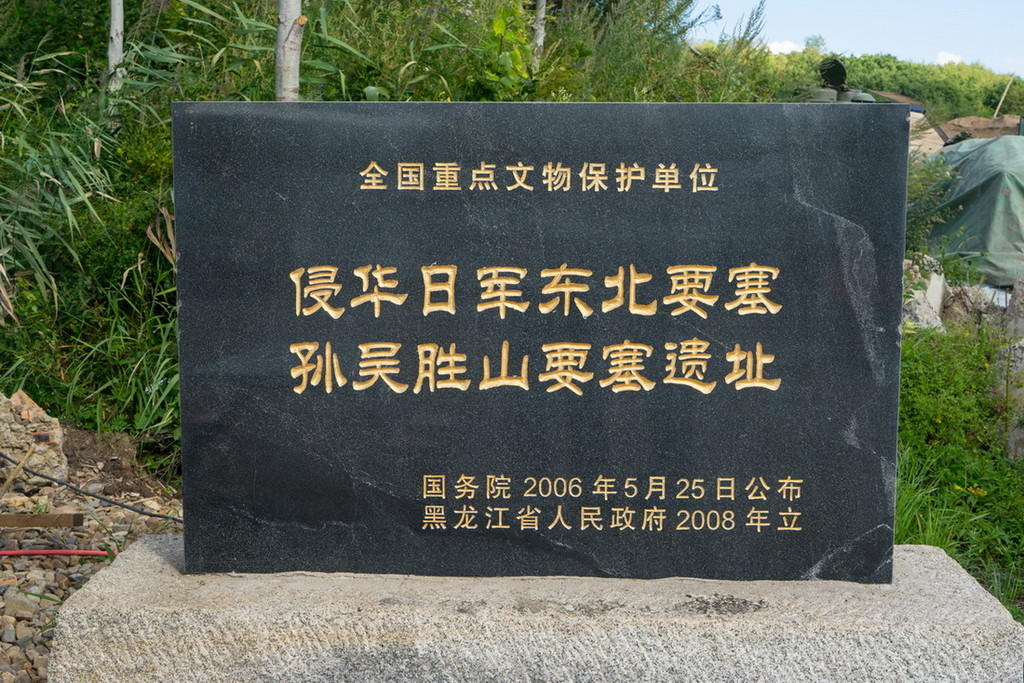 全国重点文物保护单位
侵华日军东北要塞
孙吴胜山要塞遗址
国务院 2006 年 5 月 25 日公布
黑龙江省人民政府 2008 年立